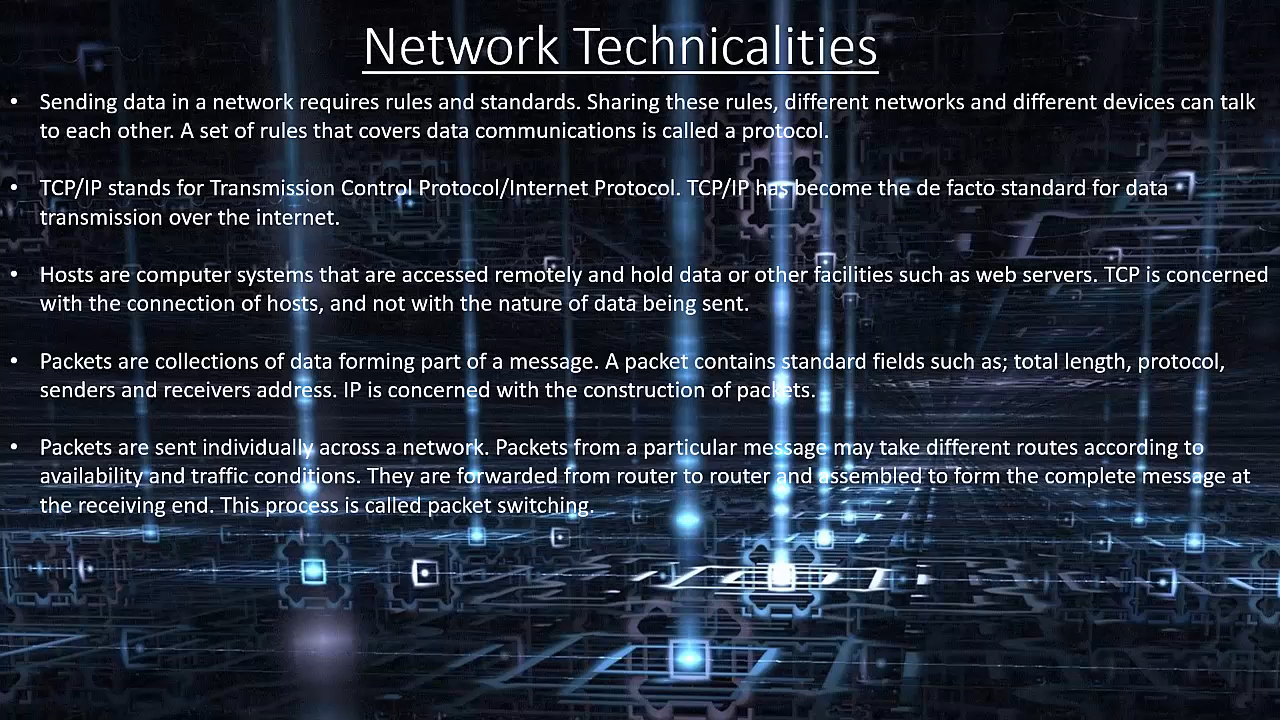 Network Technicalities
• Sending data in a network requires rules and standards. Sharing these rules, different networks and different devices can talk
to each other. A set of rules that covers data communications is called a protocol.
• TCP/IP stands for Transmission Control Protocol/Internet Protocol. TCP/IP has become the de facto standard for data
transmission over the internet.
• Hosts are computer systems that are accessed remotely and hold data or other facilities such as web servers. TCP is concerned
with the connection of hosts, and not with the nature of data being sent.
• Packets are collections of data forming part of a message. A packet contains standard fields such as; total length, protocol,
senders and receivers address. IP is concerned with the construction of packets.
• Packets are sent individually across a network. Packets from a particular message may take different routes according to
availability and traffic conditions. They are forwarded from router to router and assembled to form the complete message at
the receiving end. This process is called packet switching.